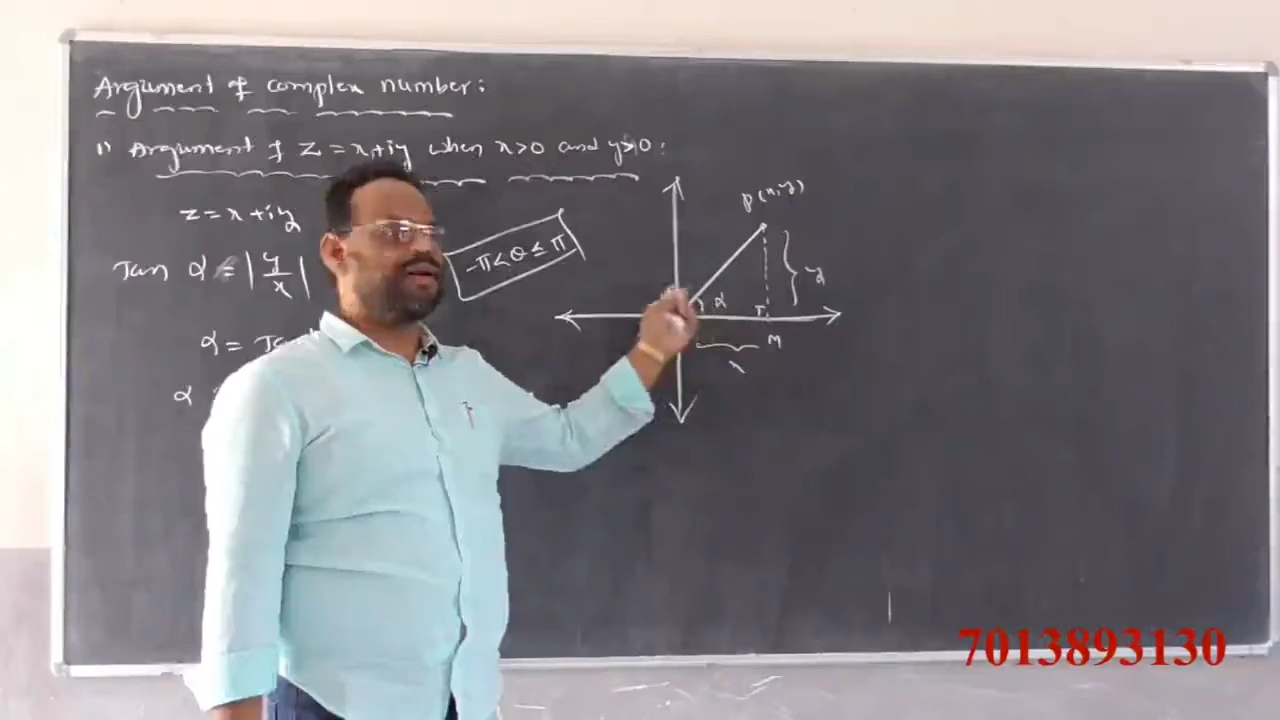 Argument of complex number:
1) Argument of Z = x+iy when x>0 and y>0:
z = x+iy
Tan α = |y/x|
-π<θ≤π
α =
α
P(x,y)
y
α
M
x
7013893130